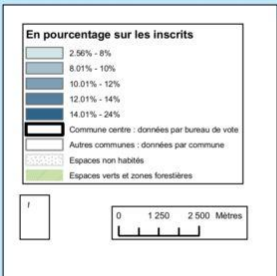 En pourcentage sur les inscrits
2.56% - 8%
8.01% - 10%
10.01% - 12%
12.01% - 14%
14.01% - 24%
Commune centre : données par bureau de vote
Autres communes : données par commune
Espaces non habités
Espaces verts et zones forestières
0 1 250 2 500 Mètres